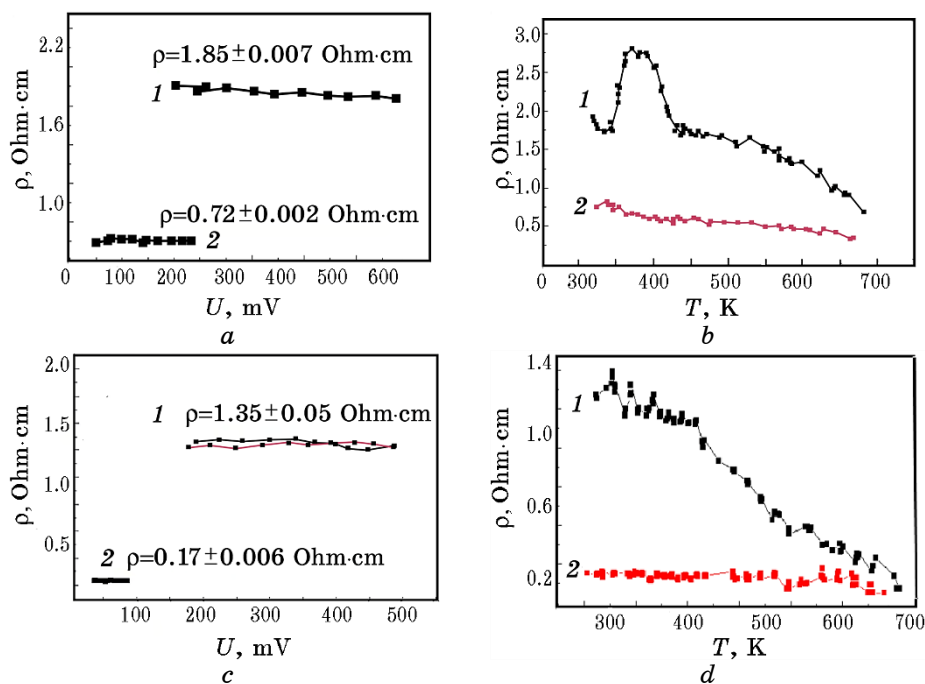 2.2
ρ=1.85±0.007 Ohm·cm
1
1.6
ρ, Ohm·cm
1.0
ρ=0.72±0.002 Ohm·cm
2
0 100 200 300 400 500 600
U, mV
a
3.0
2.5
1
2.0
ρ, Ohm·cm
1.5
1.0
2
0.5
0 300 400 500 600 700
T, K
b
2.0
1 ρ=1.35±0.05 Ohm·cm
1.5
ρ, Ohm·cm
1.0
0.5
2 ρ=0.17±0.006 Ohm·cm
0 100 200 300 400 500
U, mV
c
1.4
1
1.0
ρ, Ohm·cm
0.6
2
0.2
300 400 500 600 700
T, K
d